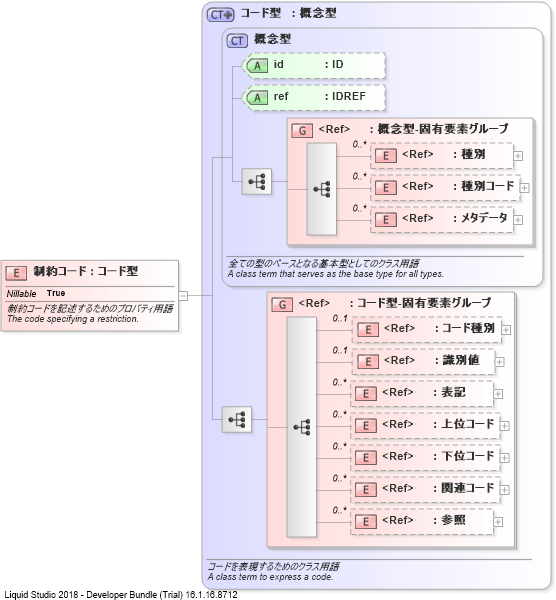 CT コード型 : 概念型
CT 概念型
A id : ID
A ref : IDREF
G <Ref> : 概念型-固有要素グループ
0..*
E <Ref> : 種別
0..*
E <Ref> : 種別コード
0..*
E <Ref> : メタデータ
全ての型のベースとなる基本型としてのクラス用語
A class term that serves as the base type for all types.
E 制約コード : コード型
Nillable True
制約コードを記述するためのプロパティ用語
The code specifying a restriction.
G <Ref> : コード型-固有要素グループ
0..1
E <Ref> : コード種別
0..1
E <Ref> : 識別値
0..*
E <Ref> : 表記
0..*
E <Ref> : 上位コード
0..*
E <Ref> : 下位コード
0..*
E <Ref> : 関連コード
0..*
E <Ref> : 参照
コードを表現するためのクラス用語
A class term to express a code.
Liquid Studio 2018 - Developer Bundle (Trial) 16.1.16.8712